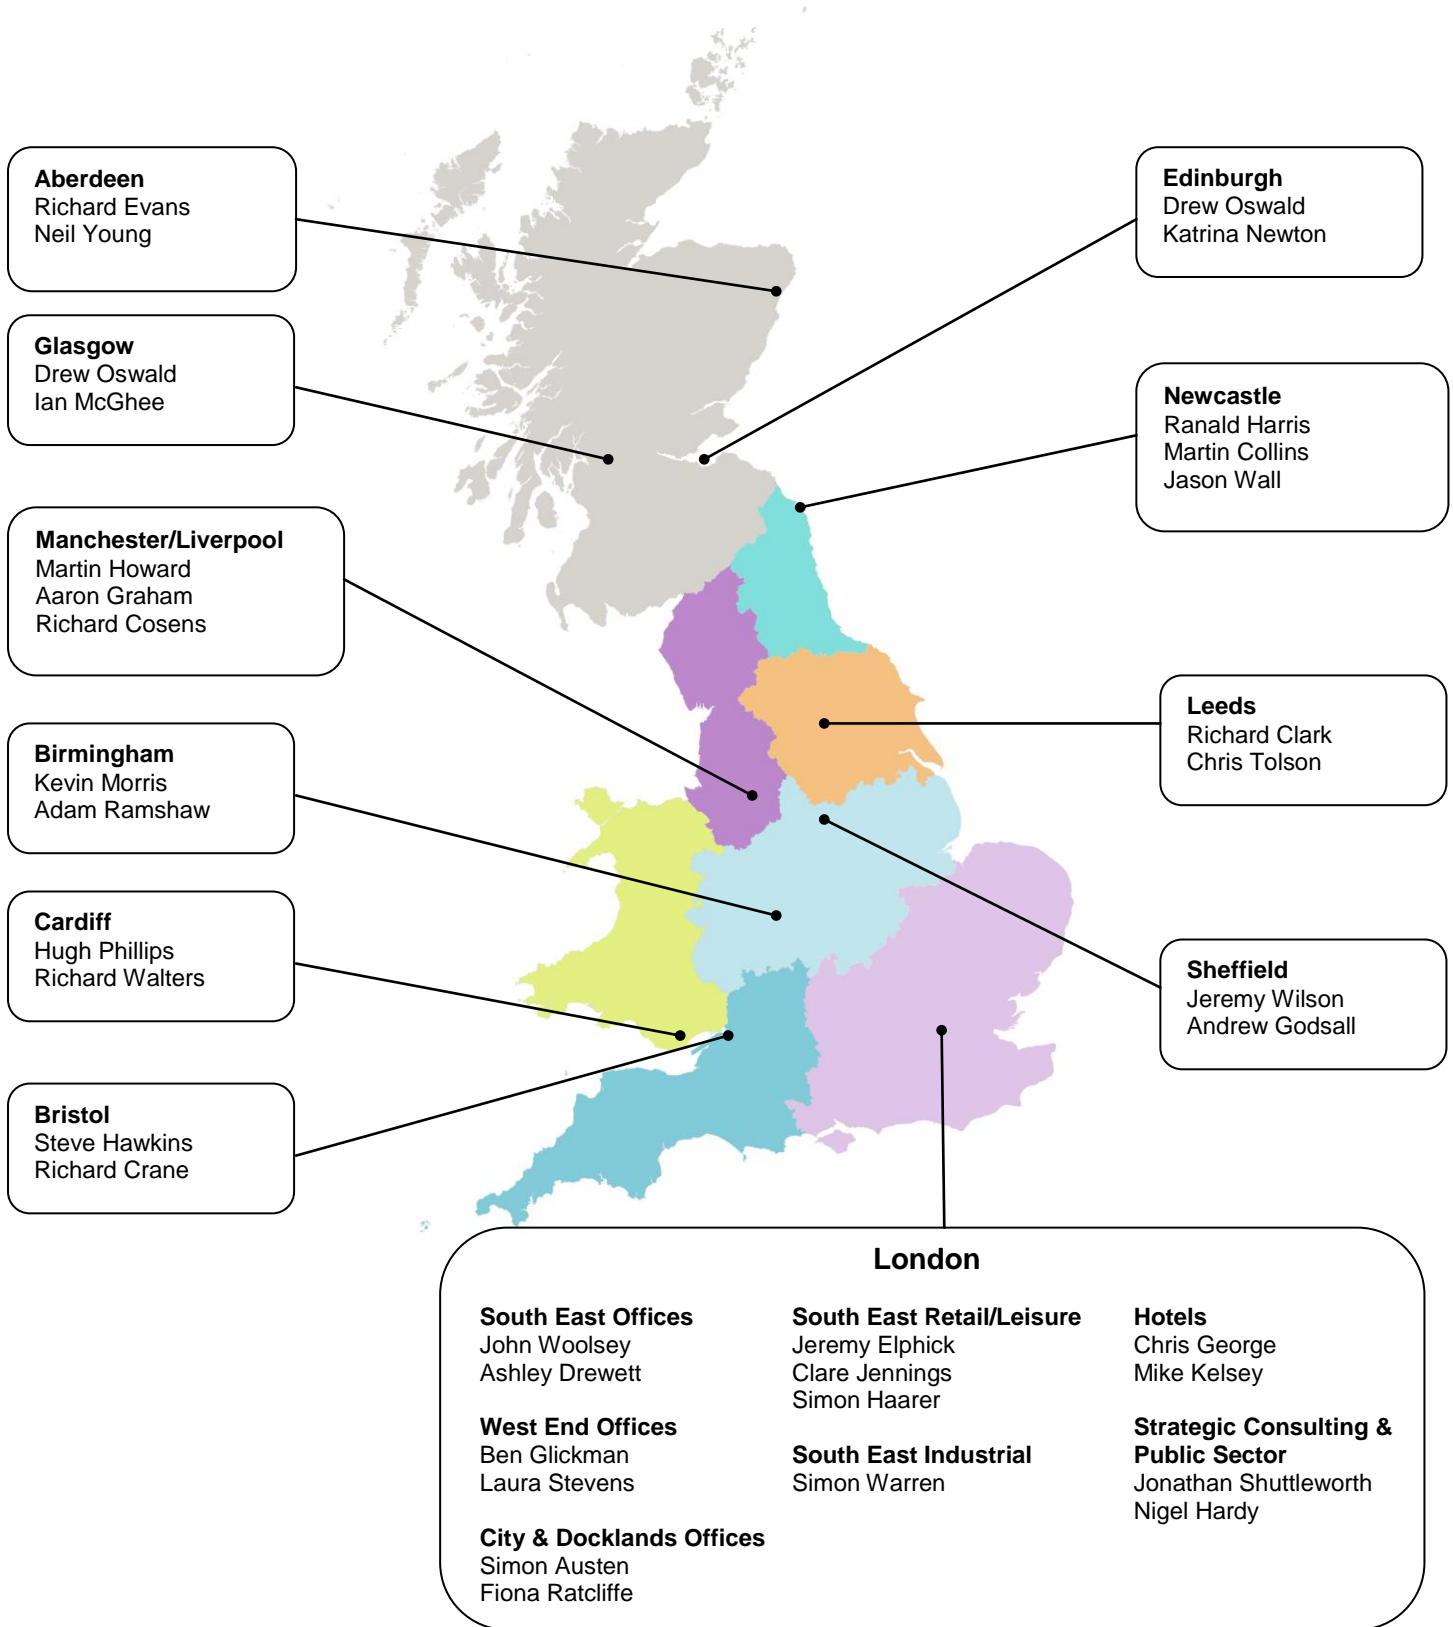 Aberdeen
Richard Evans
Neil Young
Glasgow
Drew Oswald
Ian McGhee
Manchester/Liverpool
Martin Howard
Aaron Graham
Richard Cosens
Birmingham
Kevin Morris
Adam Ramshaw
Cardiff
Hugh Phillips
Richard Walters
Bristol
Steve Hawkins
Richard Crane
Edinburgh
Drew Oswald
Katrina Newton
Newcastle
Ranald Harris
Martin Collins
Jason Wall
Leeds
Richard Clark
Chris Tolson
Sheffield
Jeremy Wilson
Andrew Godsall
London
South East Offices
John Woolsey
Ashley Drewett
West End Offices
Ben Glickman
Laura Stevens
City & Docklands Offices
Simon Austen
Fiona Ratcliffe
South East Retail/Leisure
Jeremy Elphick
Clare Jennings
Simon Haarer
South East Industrial
Simon Warren
Hotels
Chris George
Mike Kelsey
Strategic Consulting &
Public Sector
Jonathan Shuttleworth
Nigel Hardy